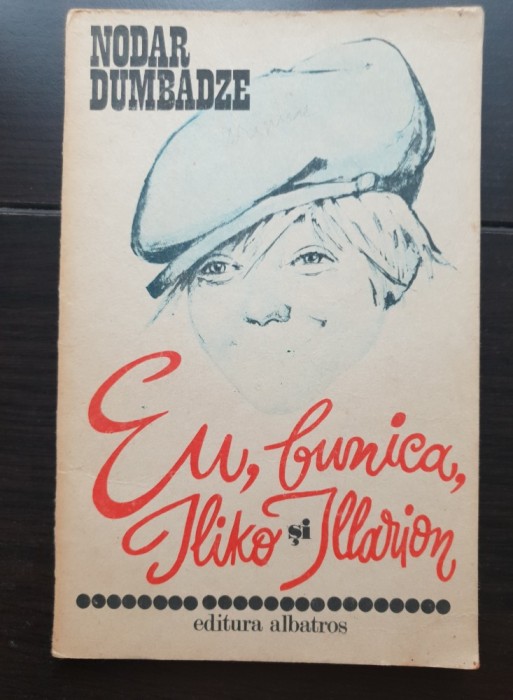 NODAR
DUMBADZE
Eu, bunica,
Iliko și Illarion
editura albatros